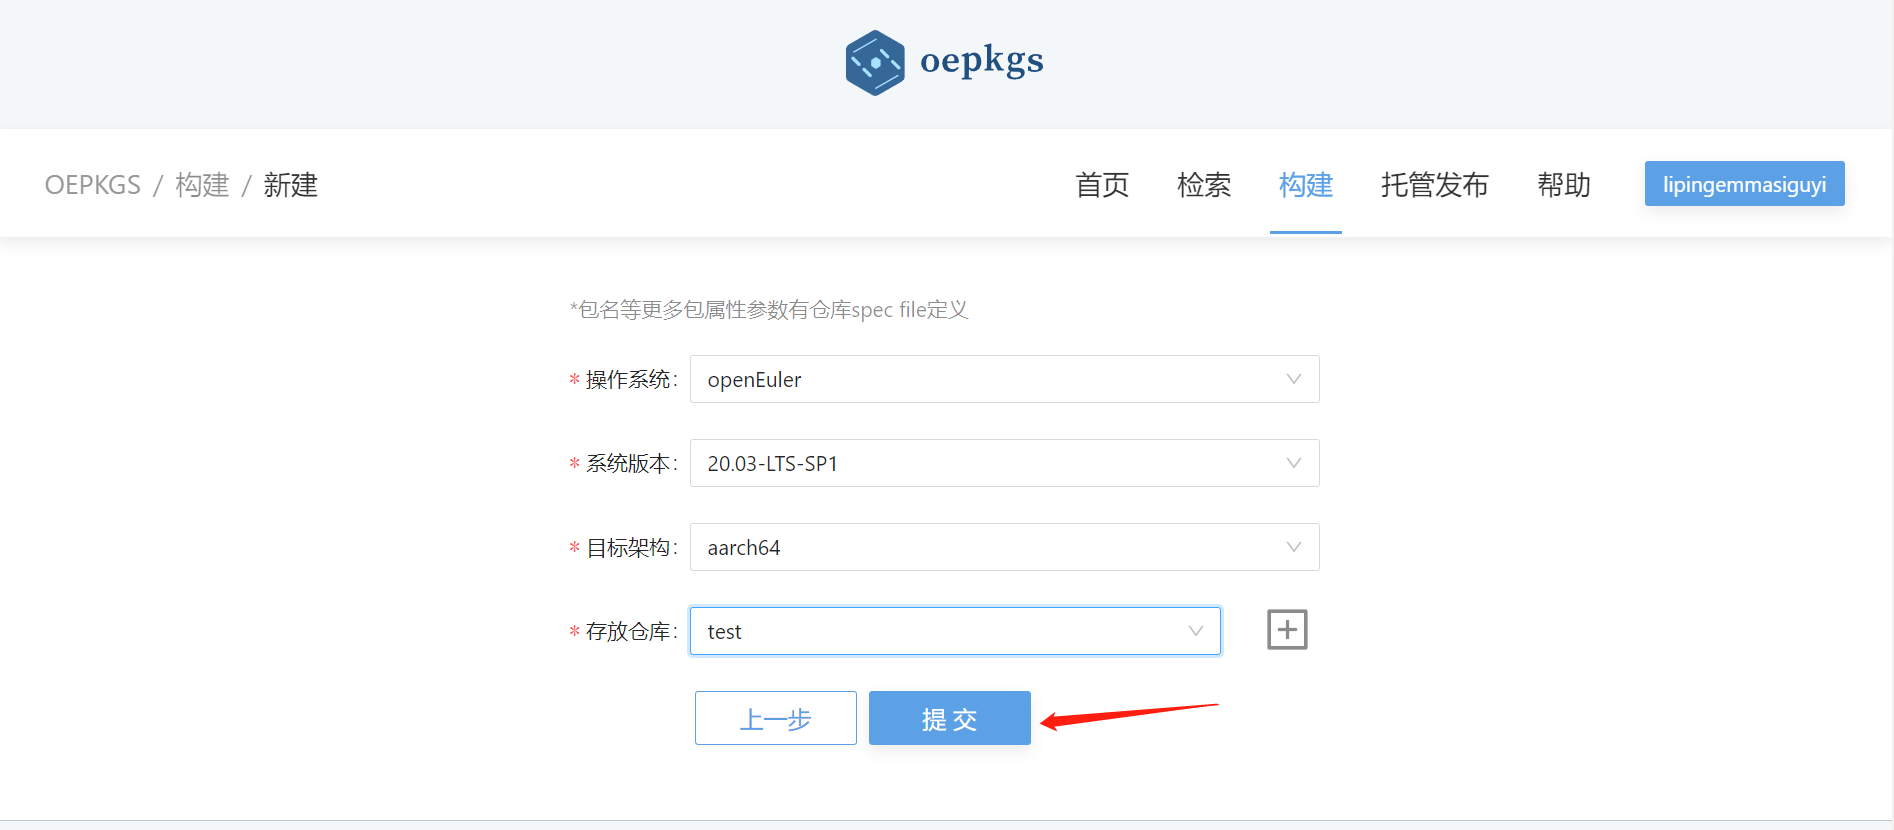 oepkgs
OEPKGS / 构建 / 新建
首页 检索 构建 托管发布 帮助 lipingemmasiguyi
*包名等更多包属性参数有仓库spec file定义
* 操作系统: openEuler
* 系统版本: 20.03-LTS-SP1
* 目标架构: aarch64
* 存放仓库: test
上一步 提 交